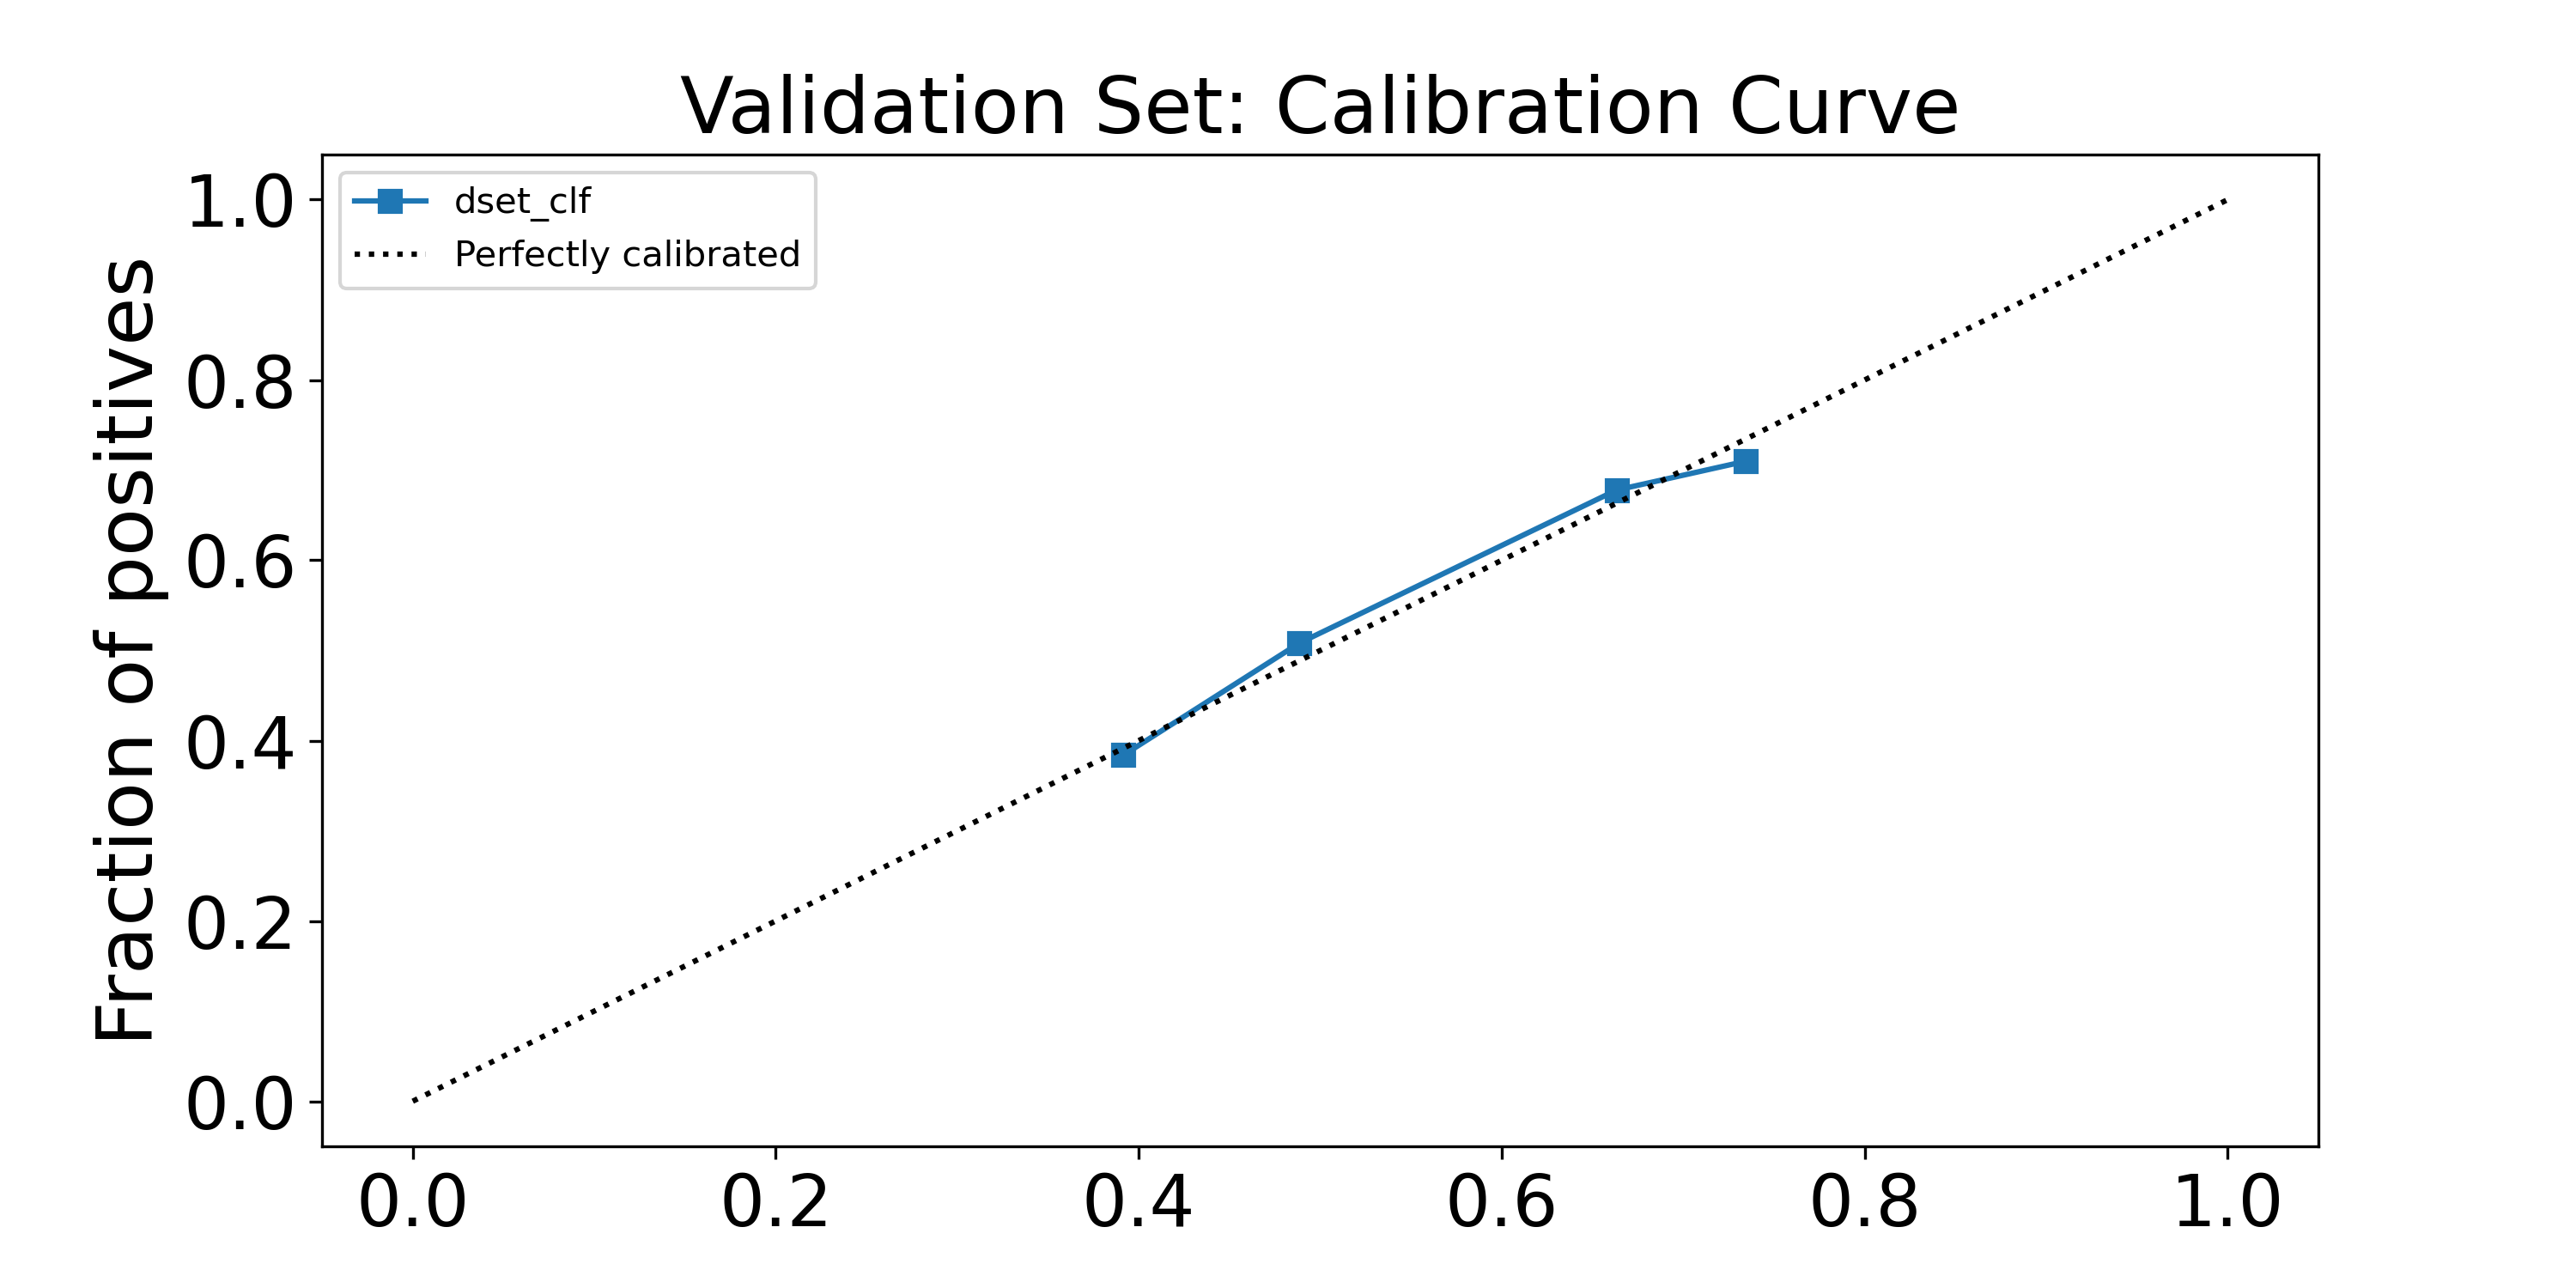 Validation Set: Calibration Curve
dset_clf
Perfectly calibrated
Fraction of positives
1.0
0.8
0.6
0.4
0.2
0.0
0.0 0.2 0.4 0.6 0.8 1.0